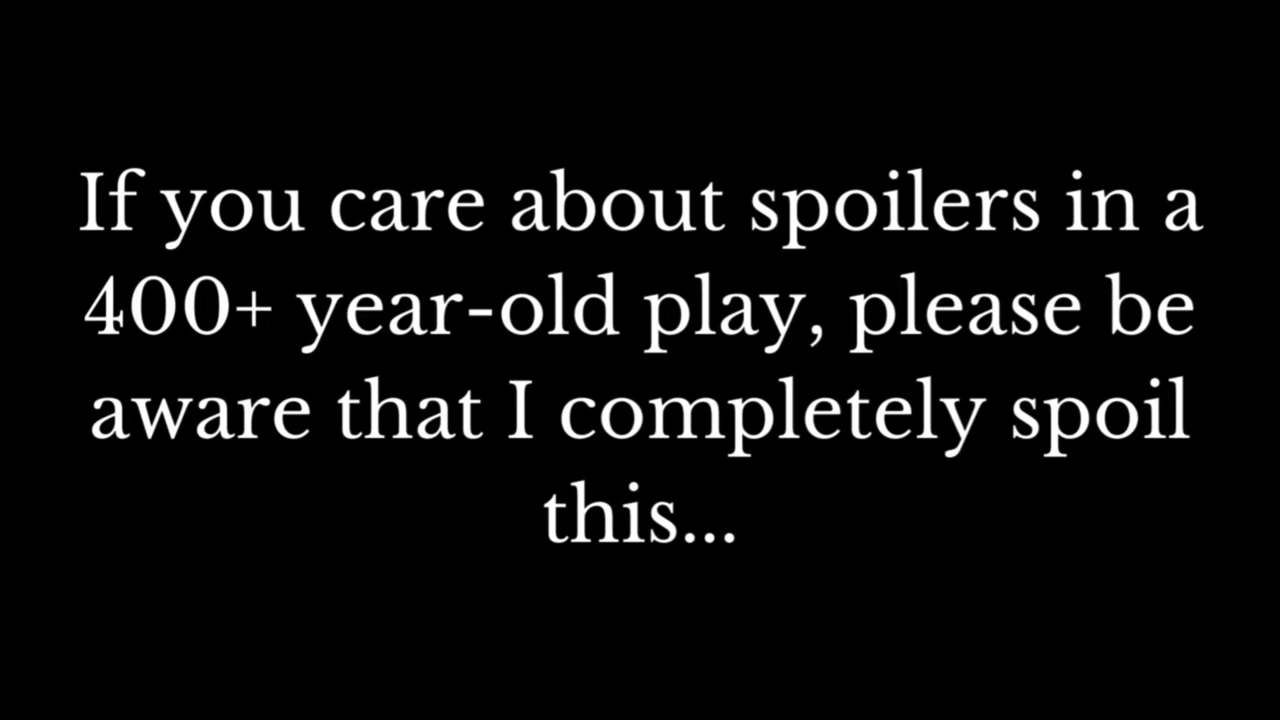 If you care about spoilers in a
400+ year-old play, please be
aware that I completely spoil
this...